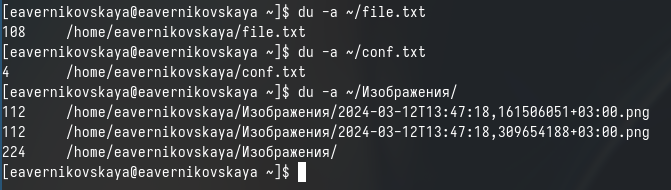 [eavernikovskaya@eavernikovskaya ~]$ du -a ~/file.txt
108     /home/eavernikovskaya/file.txt
[eavernikovskaya@eavernikovskaya ~]$ du -a ~/conf.txt
4       /home/eavernikovskaya/conf.txt
[eavernikovskaya@eavernikovskaya ~]$ du -a ~/Изображения/
112     /home/eavernikovskaya/Изображения/2024-03-12T13:47:18,161506051+03:00.png
112     /home/eavernikovskaya/Изображения/2024-03-12T13:47:18,309654188+03:00.png
224     /home/eavernikovskaya/Изображения/
[eavernikovskaya@eavernikovskaya ~]$